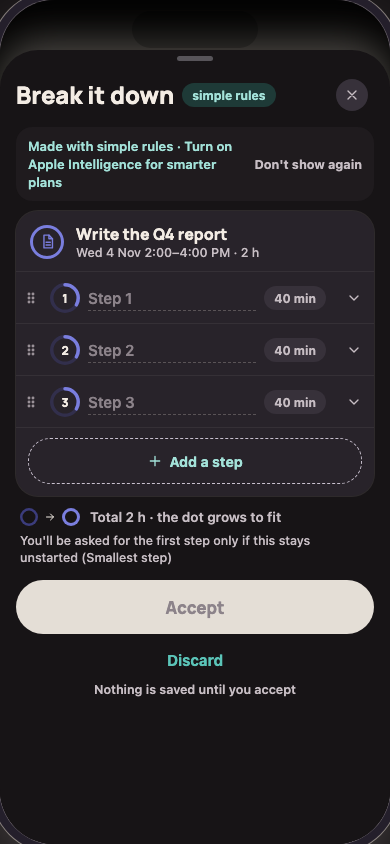 Break it down
simple rules
Made with simple rules · Turn on
Apple Intelligence for smarter
plans
Don't show again
Write the Q4 report
Wed 4 Nov 2:00–4:00 PM · 2 h
1 Step 1 40 min
2 Step 2 40 min
3 Step 3 40 min
+ Add a step
→ Total 2 h · the dot grows to fit
You'll be asked for the first step only if this stays
unstarted (Smallest step)
Accept
Discard
Nothing is saved until you accept